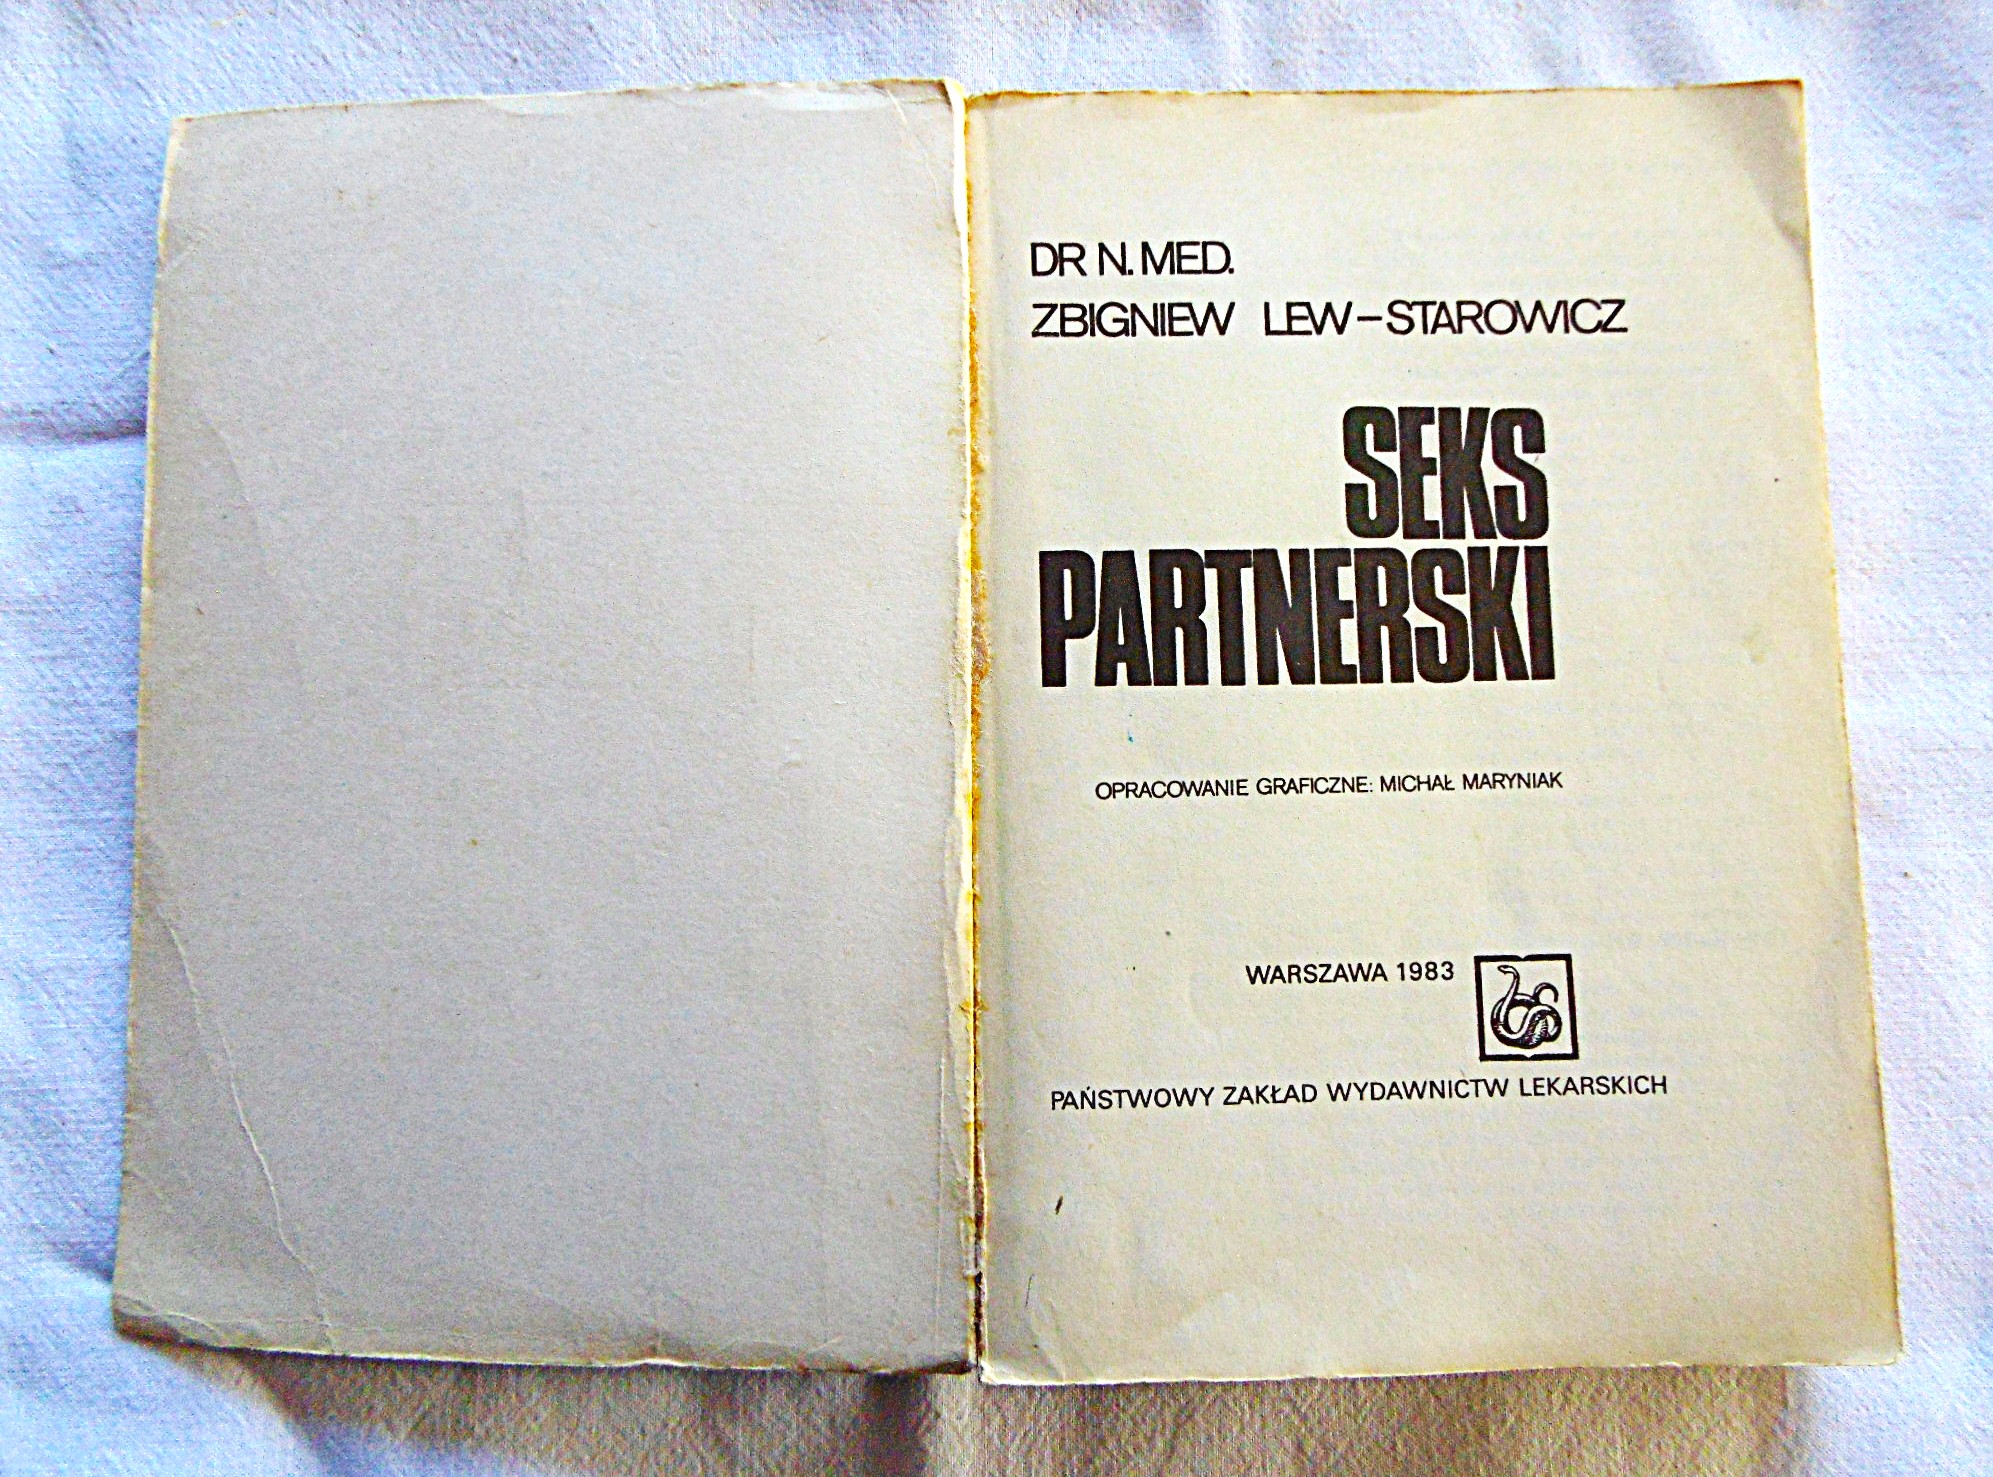 DR N. MED.
ZBIGNIEW LEW-STAROWICZ
SEKS
PARTNERSKI
OPRACOWANIE GRAFICZNE: MICHAŁ MARYNIAK
WARSZAWA 1983
PAŃSTWOWY ZAKŁAD WYDAWNICTW LEKARSKICH